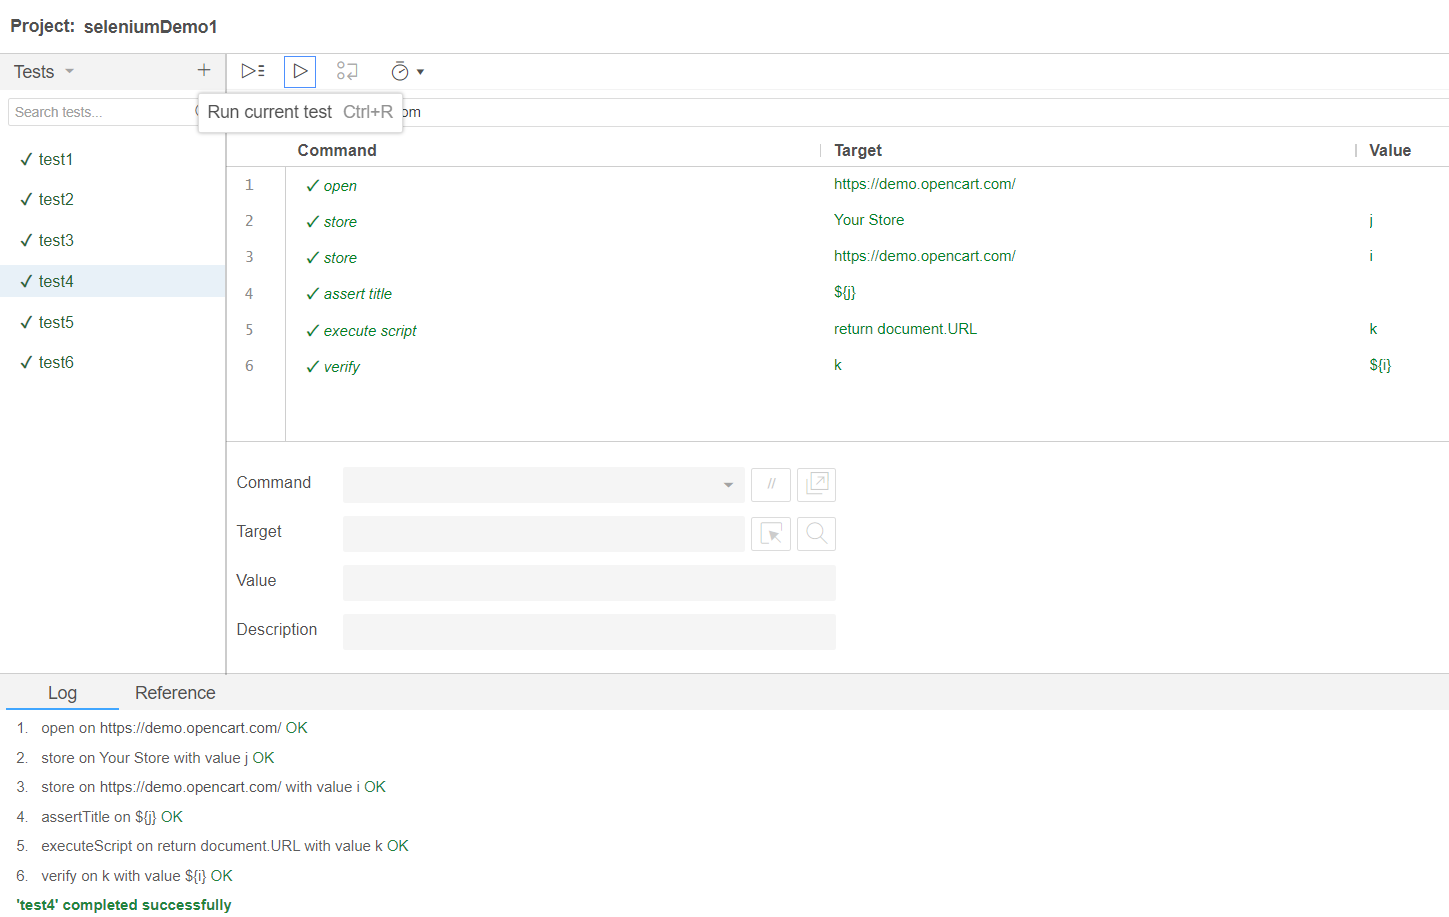 Project: seleniumDemo1
Tests
Search tests...
Run current test Ctrl+R
om
test1
test2
test3
test4
test5
test6
Command Target Value
1 open https://demo.opencart.com/
2 store Your Store j
3 store https://demo.opencart.com/ i
4 assert title ${j}
5 execute script return document.URL k
6 verify k ${i}
Command //
Target
Value
Description
Log Reference
1. open on https://demo.opencart.com/ OK
2. store on Your Store with value j OK
3. store on https://demo.opencart.com/ with value i OK
4. assertTitle on ${j} OK
5. executeScript on return document.URL with value k OK
6. verify on k with value ${i} OK
'test4' completed successfully